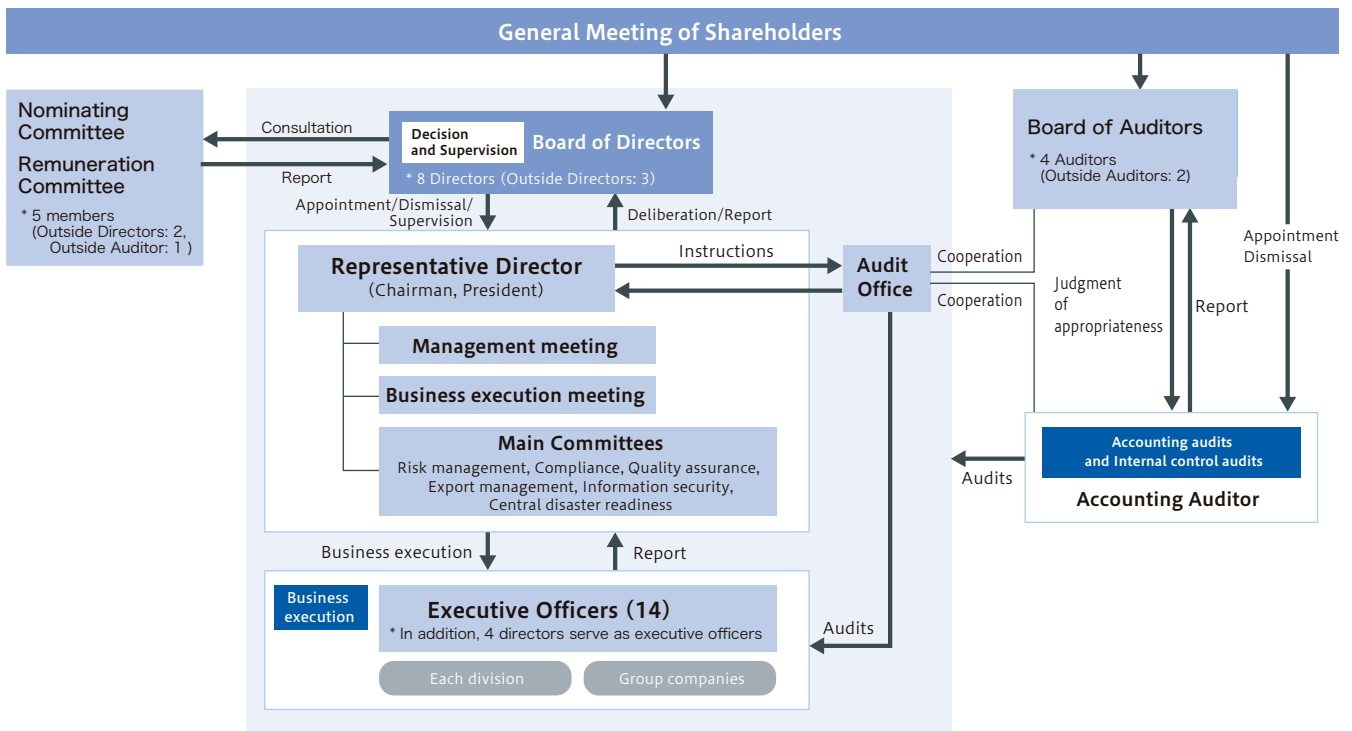 General Meeting of Shareholders
Nominating
Committee
Remuneration
Committee
* 5 members
(Outside Directors: 2,
Outside Auditor: 1 )
Consultation
Report
Decision
and Supervision
Board of Directors
* 8 Directors (Outside Directors: 3)
Appointment/Dismissal/
Supervision
Deliberation/Report
Board of Auditors
* 4 Auditors
(Outside Auditors: 2)
Representative Director
(Chairman, President)
Instructions
Audit
Office
Cooperation
Cooperation
Judgment
of
appropriateness
Report
Appointment
Dismissal
Management meeting
Business execution meeting
Main Committees
Risk management, Compliance, Quality assurance,
Export management, Information security,
Central disaster readiness
Audits
Accounting audits
and Internal control audits
Accounting Auditor
Business execution
Report
Business
execution
Executive Officers (14)
* In addition, 4 directors serve as executive officers
Audits
Each division
Group companies